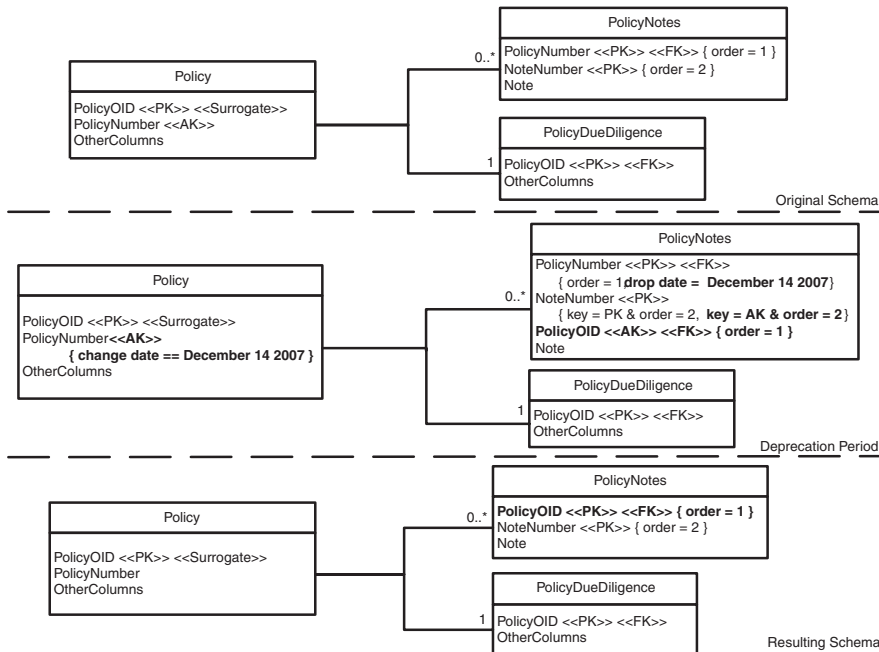 PolicyNotes
PolicyNumber <<PK>> <<FK>> { order = 1 }
NoteNumber <<PK>> { order = 2 }
Note
0..*
Policy
PolicyOID <<PK>> <<Surrogate>>
PolicyNumber <<AK>>
OtherColumns
PolicyDueDiligence
1
PolicyOID <<PK>> <<FK>>
OtherColumns
Original Schema
PolicyNotes
PolicyNumber <<PK>> <<FK>>
{ order = 1,drop date = December 14 2007}
NoteNumber <<PK>>
{ key = PK & order = 2, key = AK & order = 2}
PolicyOID <<AK>> <<FK>> { order = 1 }
Note
0..*
Policy
PolicyOID <<PK>> <<Surrogate>>
PolicyNumber<<AK>>
{ change date == December 14 2007 }
OtherColumns
PolicyDueDiligence
1
PolicyOID <<PK>> <<FK>>
OtherColumns
Deprecation Period
PolicyNotes
PolicyOID <<PK>> <<FK>> { order = 1 }
NoteNumber <<PK>> { order = 2 }
Note
0..*
Policy
PolicyOID <<PK>> <<Surrogate>>
PolicyNumber
OtherColumns
PolicyDueDiligence
1
PolicyOID <<PK>> <<FK>>
OtherColumns
Resulting Schema